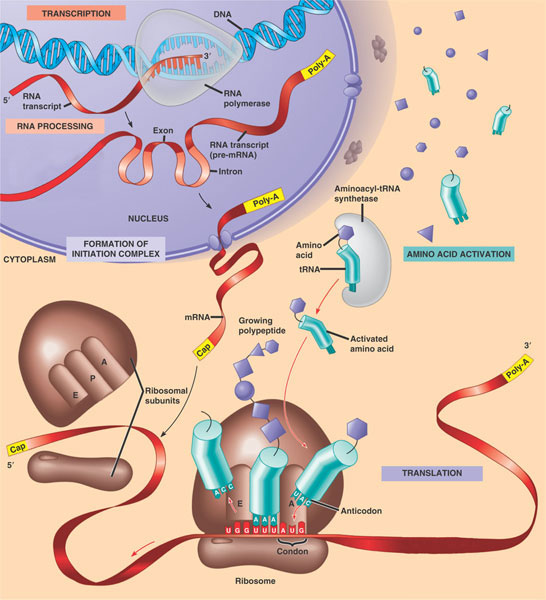 TRANSCRIPTION
DNA
3′
5′
RNA
transcript
RNA
polymerase
Poly-A
RNA PROCESSING
Exon
RNA transcript
(pre-mRNA)
Intron
NUCLEUS
Poly-A
Aminoacyl-tRNA
synthetase
FORMATION OF
INITIATION COMPLEX
CYTOPLASM
Amino
acid
tRNA
AMINO ACID ACTIVATION
mRNA
Growing
polypeptide
Cap
Activated
amino acid
3′
Poly-A
E P A
Ribosomal
subunits
Cap
5′
TRANSLATION
E
A
A C C
A A A
U A C
Anticodon
U G G U U U A U G
Condon
Ribosome